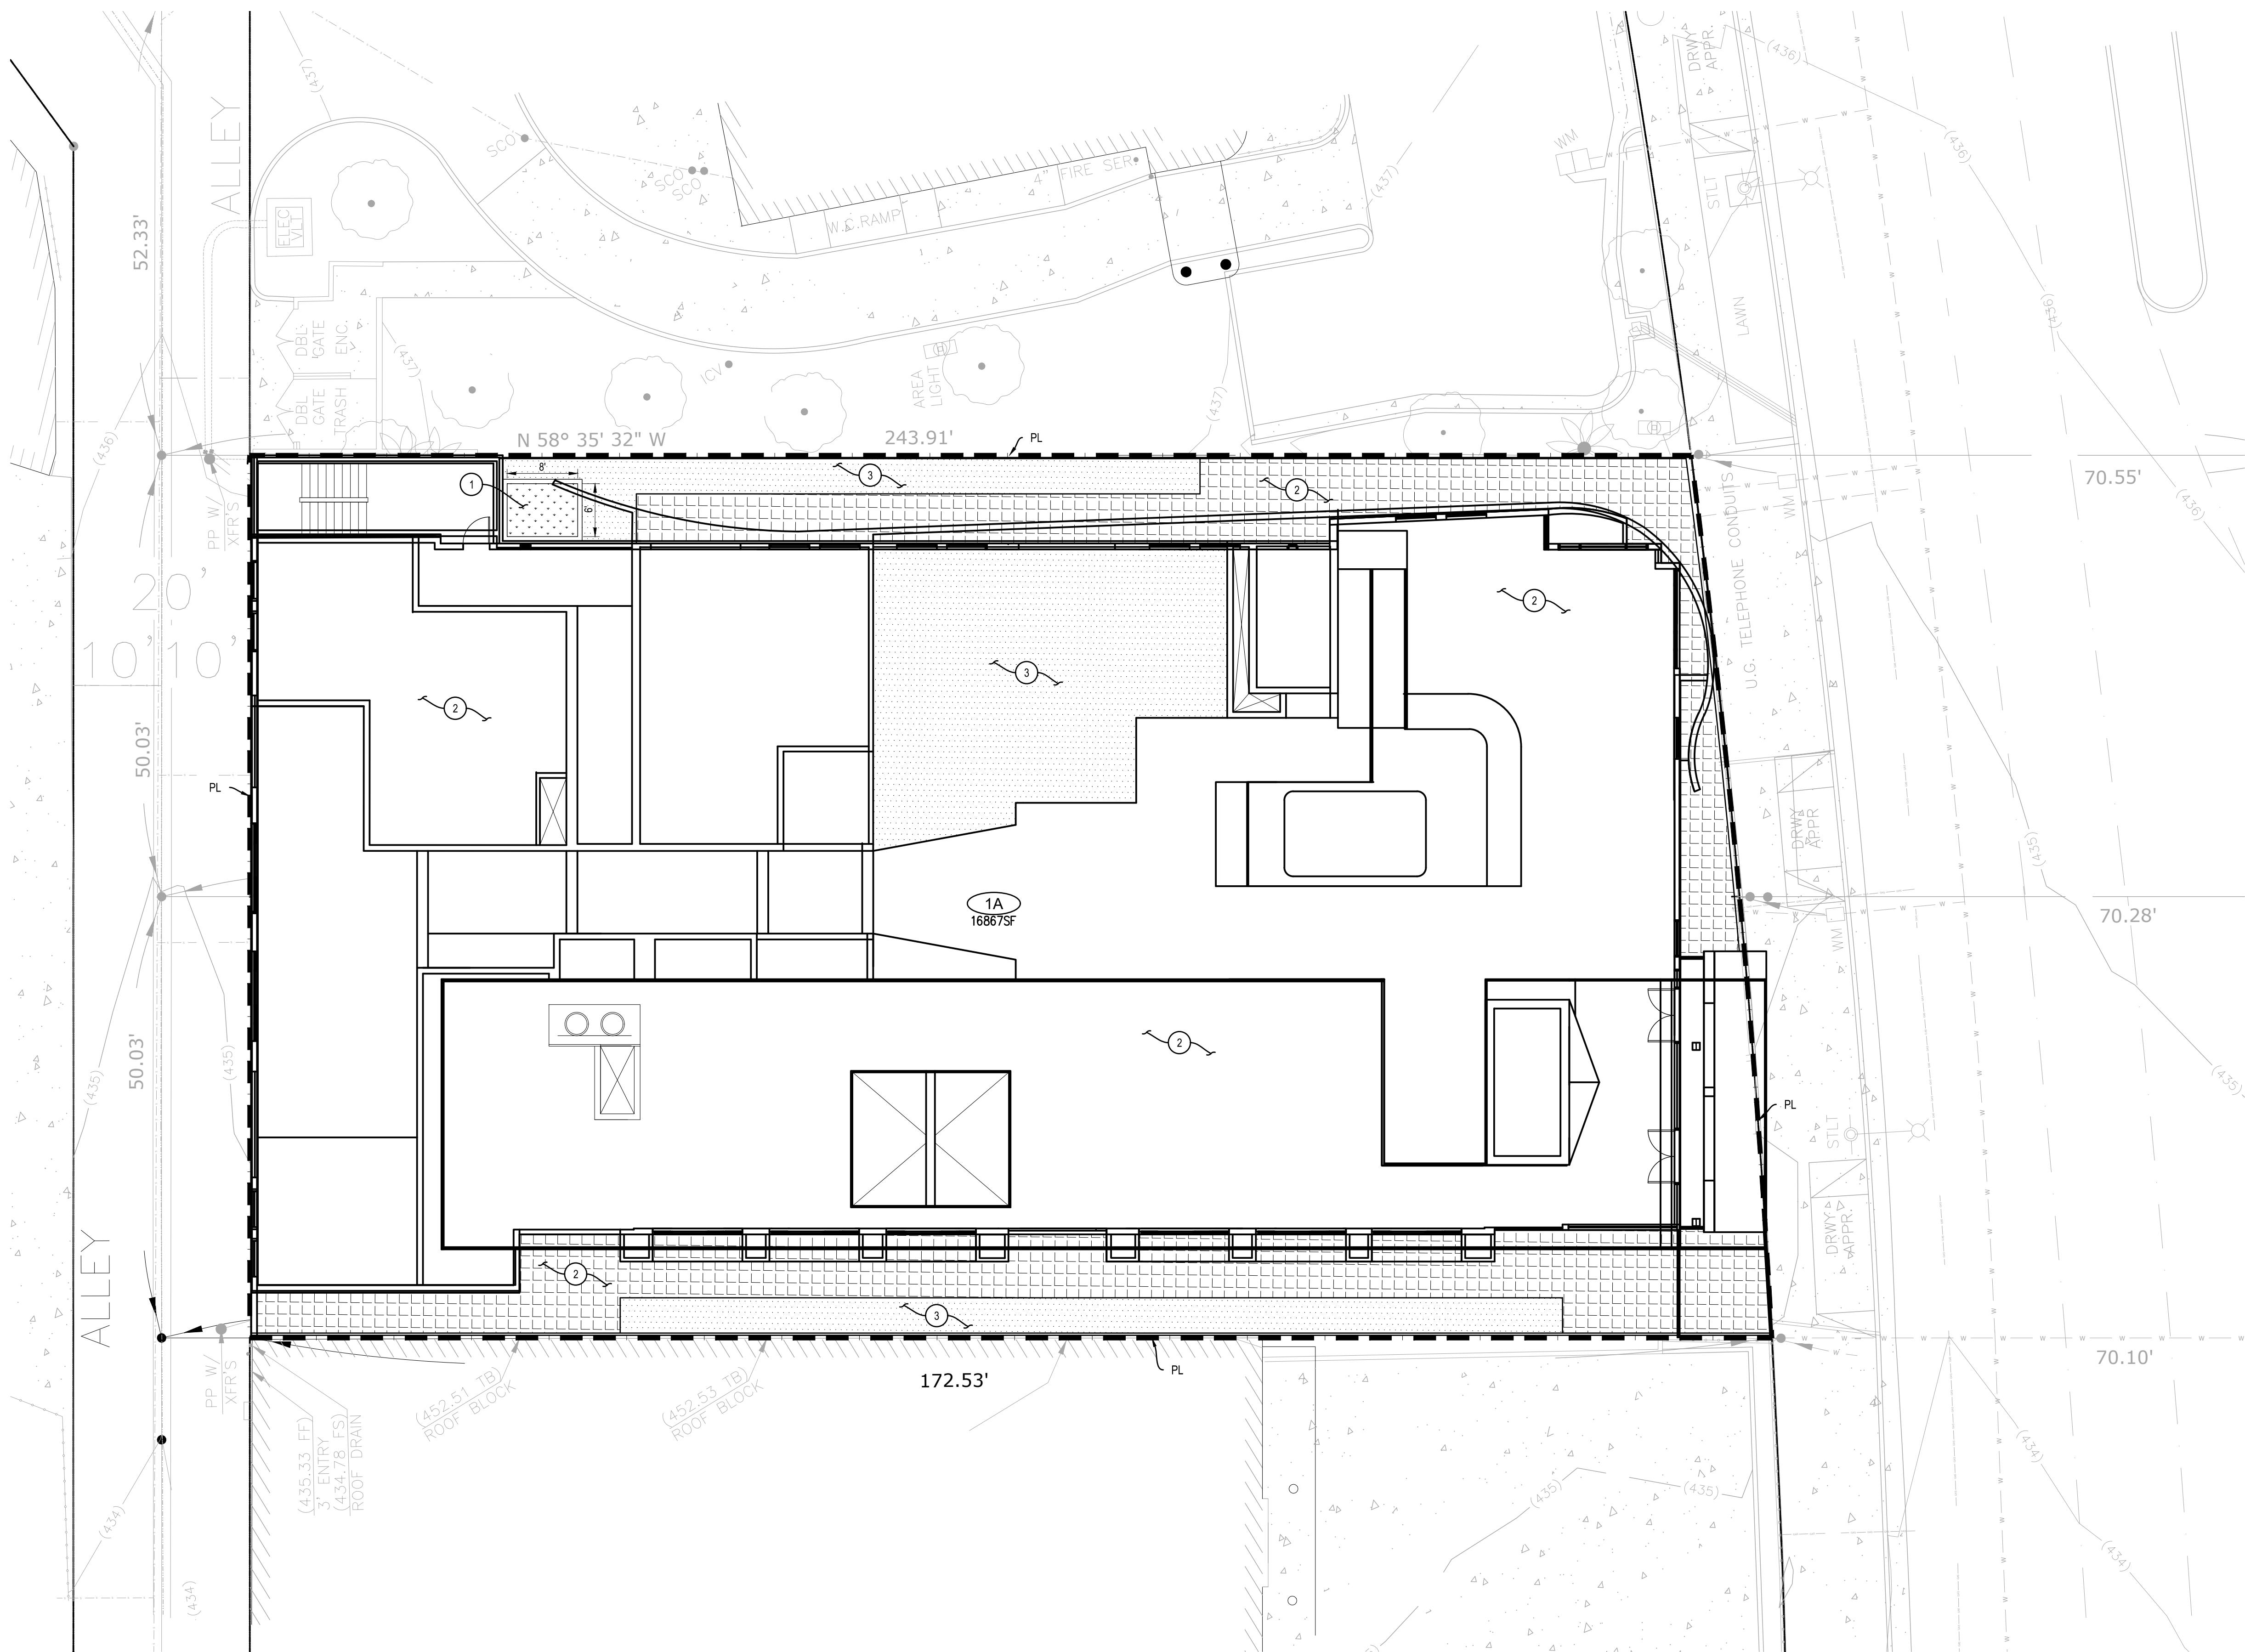 ALLEY
52.33'
(437)
SCO
SCO
SCO
4" FIRE SER.
W.C.RAMP
(437)
WM
DRWY
APPR.
(436)
(436)
STLT
LAWN
(436)
ELEC
VLT
DBL
GATE
ENC.
DBL
GATE
TRASH
(437)
ICV
AREA
LIGHT
(437)
(436)
N 58° 35' 32" W
243.91'
PL
70.55'
(436)
PP W/
XFR'S
8'
6'
1
3
2
WM
U.G. TELEPHONE CONDUITS
20'
10' 10'
2
3
2
50.03'
PL
DRWY
APPR
(435)
1A
16867SF
70.28'
WM
50.03'
(435)
(435)
2
PL
STLT
(435)
DRWY
APPR.
2
3
ALLEY
PP W/
XFR'S
172.53'
PL
70.10'
(452.51 TB)
ROOF BLOCK
(452.53 TB)
ROOF BLOCK
(435.33 FF)
3' ENTRY
(434.78 FS)
ROOF DRAIN
(435)
(435)
(434)
(434)
(434)
(434)